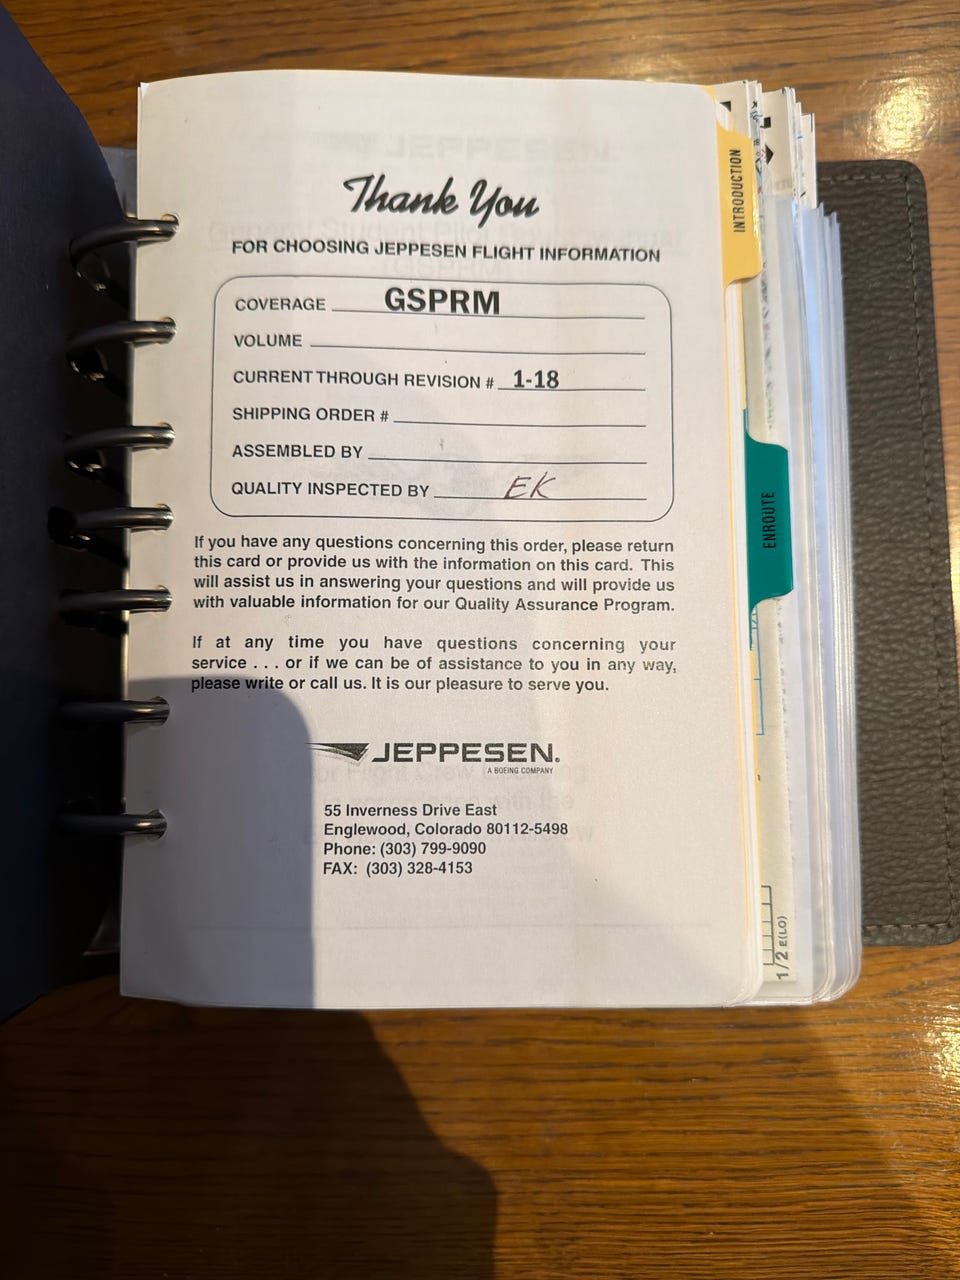 Thank You
FOR CHOOSING JEPPESEN FLIGHT INFORMATION
COVERAGE GSPRM
VOLUME
CURRENT THROUGH REVISION # 1-18
SHIPPING ORDER #
ASSEMBLED BY
QUALITY INSPECTED BY EK
If you have any questions concerning this order, please return
this card or provide us with the information on this card. This
will assist us in answering your questions and will provide us
with valuable information for our Quality Assurance Program.
If at any time you have questions concerning your
service . . . or if we can be of assistance to you in any way,
please write or call us. It is our pleasure to serve you.
JEPPESEN.
A BOEING COMPANY
55 Inverness Drive East
Englewood, Colorado 80112-5498
Phone: (303) 799-9090
FAX: (303) 328-4153
INTRODUCTION
ENROUTE
1/2 E(LO)